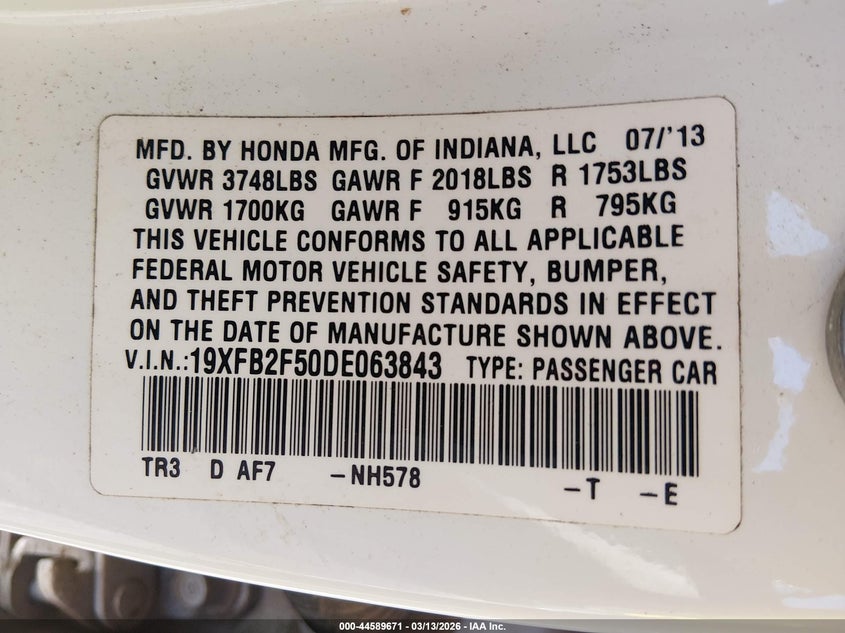 MFD. BY HONDA MFG. OF INDIANA, LLC 07/'13
GVWR 3748LBS GAWR F 2018LBS R 1753LBS
GVWR 1700KG GAWR F 915KG R 795KG
THIS VEHICLE CONFORMS TO ALL APPLICABLE
FEDERAL MOTOR VEHICLE SAFETY, BUMPER,
AND THEFT PREVENTION STANDARDS IN EFFECT
ON THE DATE OF MANUFACTURE SHOWN ABOVE.
V.I.N.:19XFB2F50DE063843 TYPE: PASSENGER CAR
TR3 D AF7 -NH578 -T -E
000-44589671 - 03/13/2026 - IAA Inc.